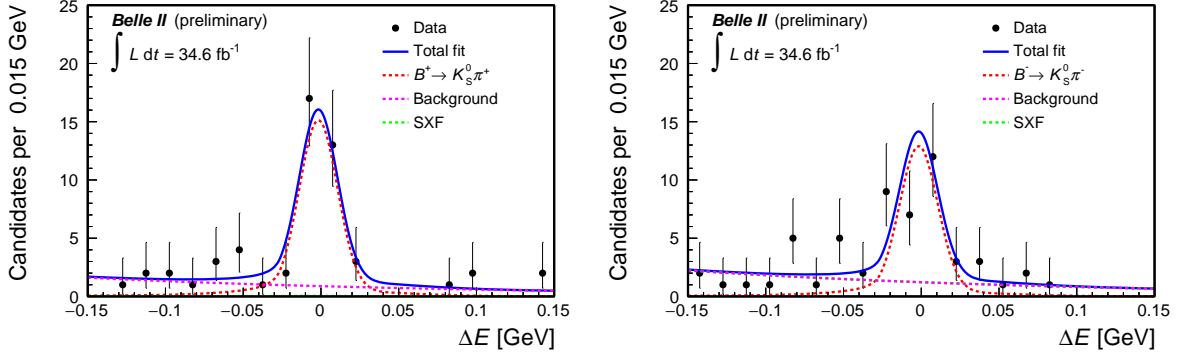 Belle II (preliminary)
∫ L dt = 34.6 fb⁻¹
Data
Total fit
B⁺→ K⁰Sπ⁺
Background
SXF
Candidates per 0.015 GeV
25
20
15
10
5
0
−0.15 −0.1 −0.05 0 0.05 0.1 0.15
ΔE [GeV]
Belle II (preliminary)
∫ L dt = 34.6 fb⁻¹
Data
Total fit
B⁻→ K⁰Sπ⁻
Background
SXF
Candidates per 0.015 GeV
25
20
15
10
5
0
−0.15 −0.1 −0.05 0 0.05 0.1 0.15
ΔE [GeV]